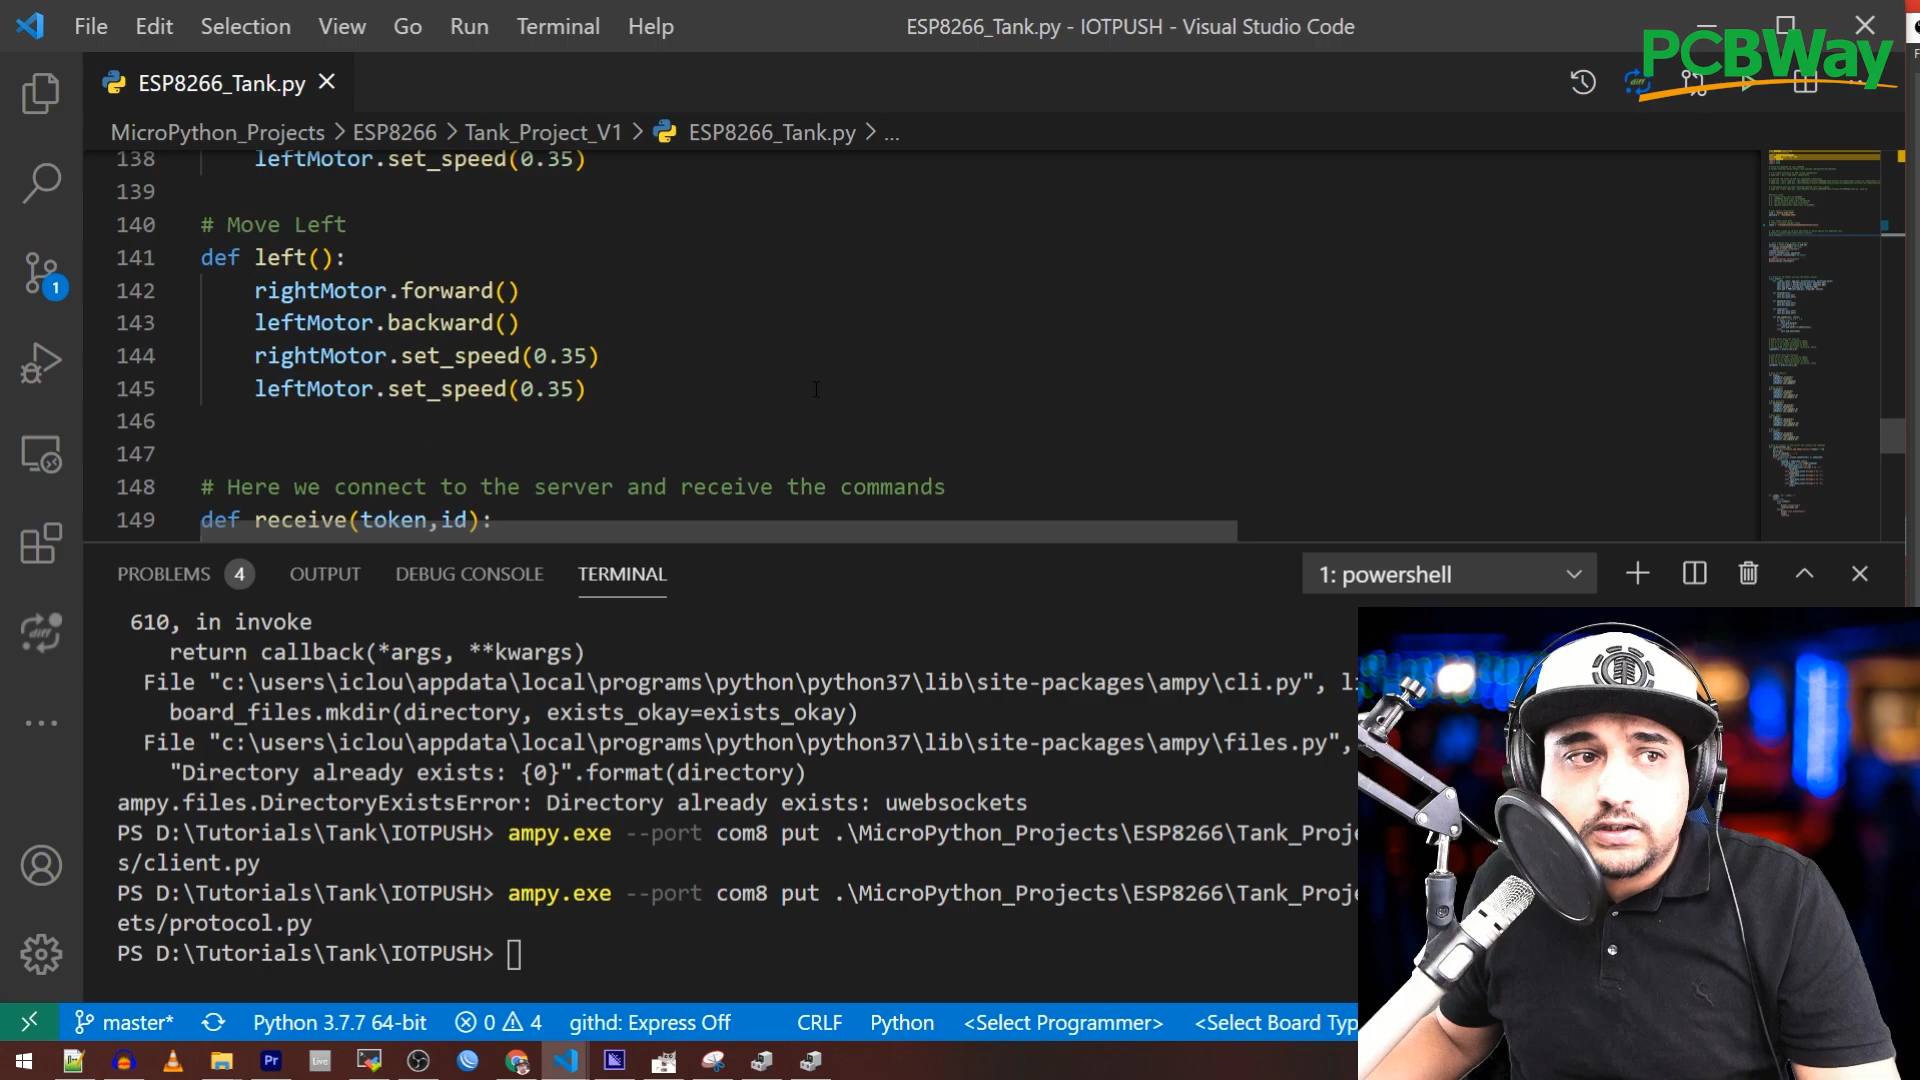 File Edit Selection View Go Run Terminal Help
ESP8266_Tank.py - IOTPUSH - Visual Studio Code
PCBWay
ESP8266_Tank.py
MicroPython_Projects > ESP8266 > Tank_Project_V1 > ESP8266_Tank.py > ...
138 leftMotor.set_speed(0.35)
139
140 # Move Left
141 def left():
142 rightMotor.forward()
143 leftMotor.backward()
144 rightMotor.set_speed(0.35)
145 leftMotor.set_speed(0.35)
146
147
148 # Here we connect to the server and receive the commands
149 def receive(token,id):
1
PROBLEMS 4 OUTPUT DEBUG CONSOLE TERMINAL
1: powershell
610, in invoke
return callback(*args, **kwargs)
File "c:\users\iclou\appdata\local\programs\python\python37\lib\site-packages\ampy\cli.py", li
board_files.mkdir(directory, exists_okay=exists_okay)
File "c:\users\iclou\appdata\local\programs\python\python37\lib\site-packages\ampy\files.py",
"Directory already exists: {0}".format(directory)
ampy.files.DirectoryExistsError: Directory already exists: uwebsockets
PS D:\Tutorials\Tank\IOTPUSH> ampy.exe --port com8 put .\MicroPython_Projects\ESP8266\Tank_Proje
s/client.py
PS D:\Tutorials\Tank\IOTPUSH> ampy.exe --port com8 put .\MicroPython_Projects\ESP8266\Tank_Proje
ets/protocol.py
PS D:\Tutorials\Tank\IOTPUSH>
master* Python 3.7.7 64-bit 0 4 githd: Express Off CRLF Python <Select Programmer> <Select Board Typ
Pr Live